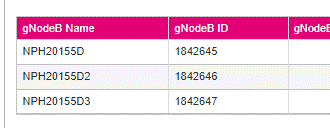 gNodeB Name gNodeB ID gNodeB
NPH20155D 1842645
NPH20155D2 1842646
NPH20155D3 1842647